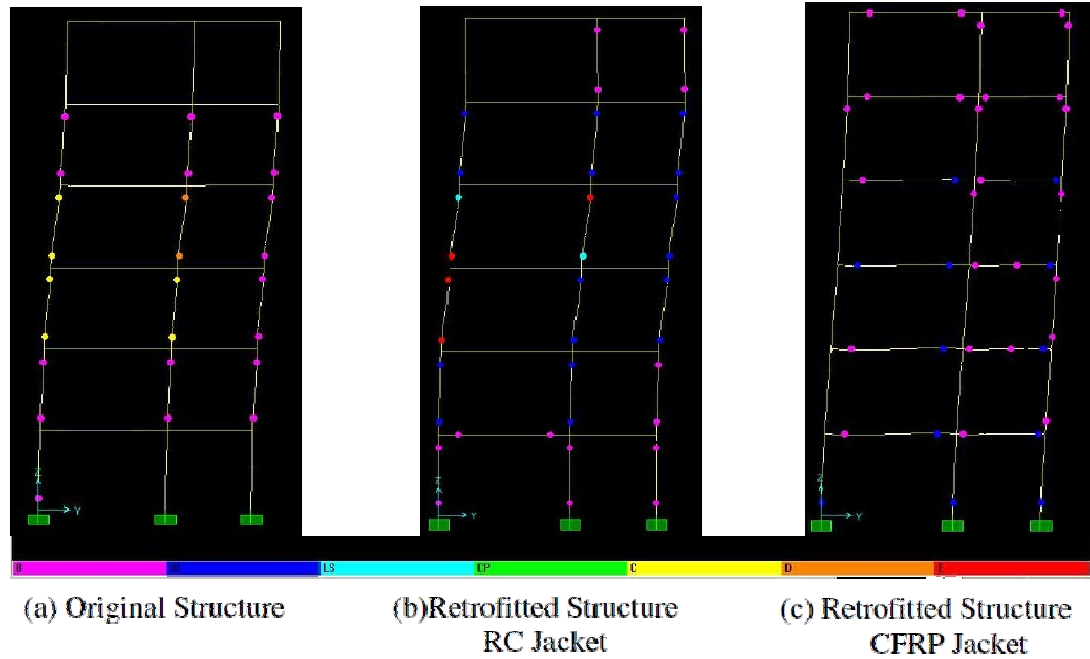 Z
Y
Z
Y
Z
Y
B
LS
CP
C
D
E
(a) Original Structure
(b)Retrofitted Structure
RC Jacket
(c) Retrofitted Structure
CFRP Jacket